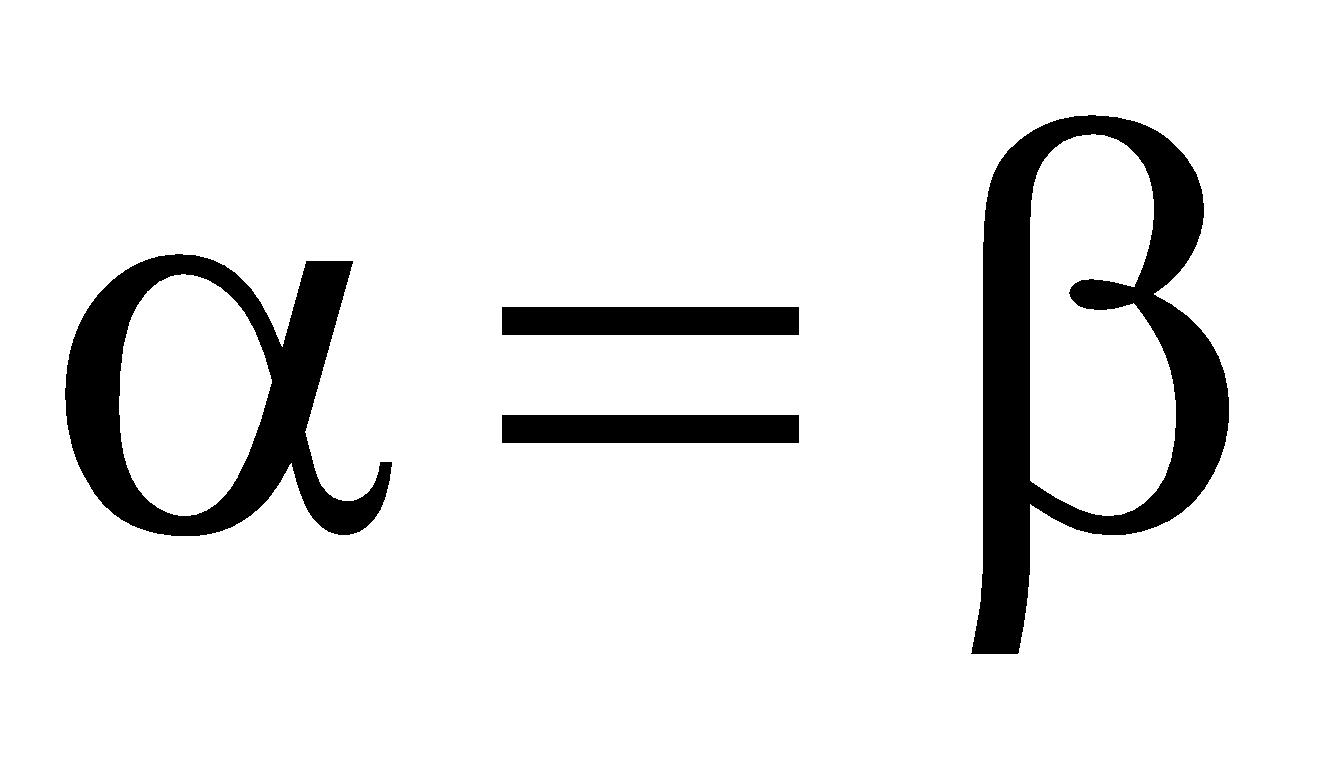 α = β